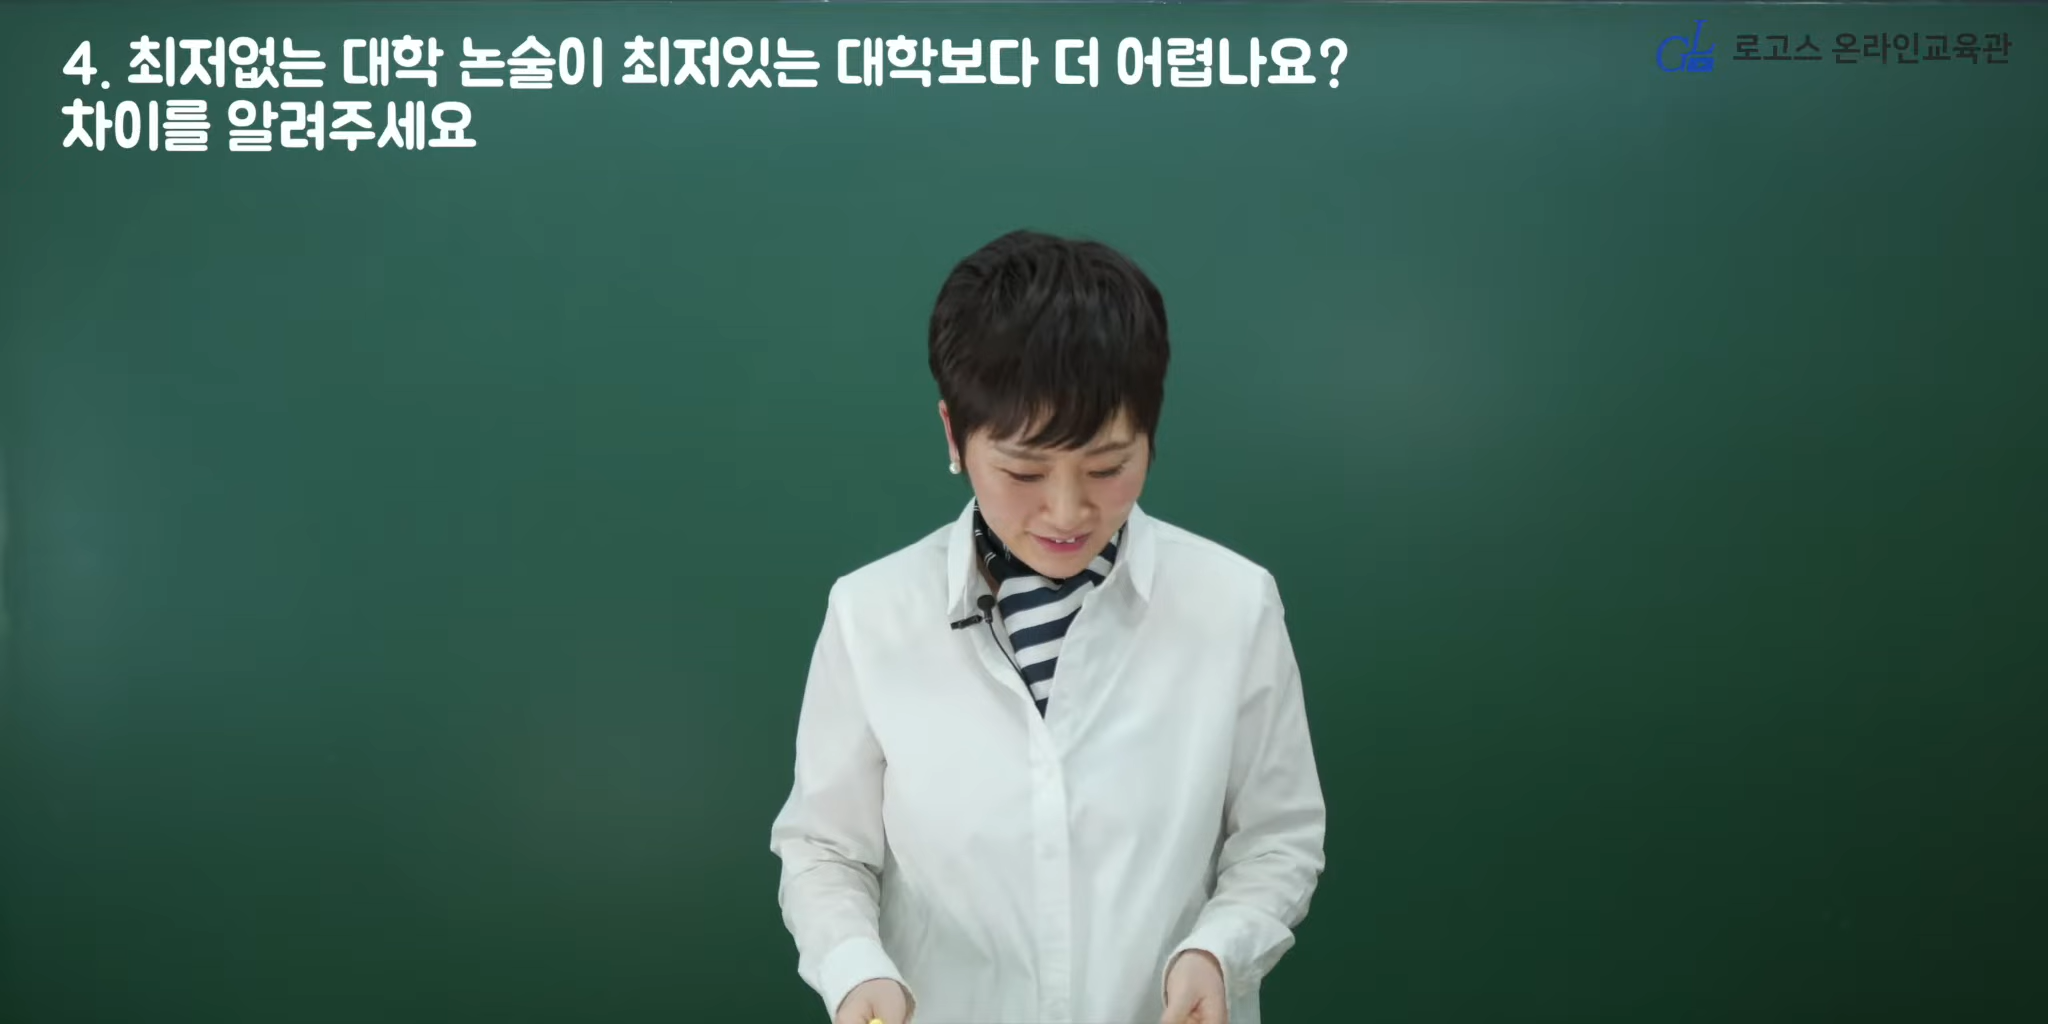 4. 최저없는 대학 논술이 최저있는 대학보다 더 어렵나요?
차이를 알려주세요
로고스 온라인교육관